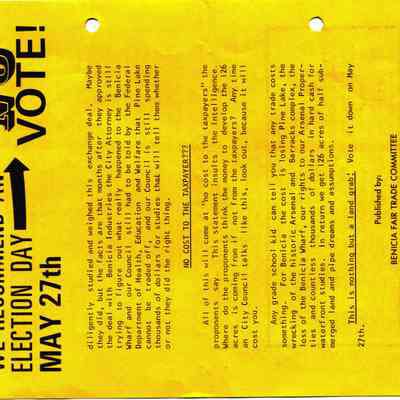 WE RECOMMEND A
NO
ELECTION DAY
VOTE!
MAY 27th
diligently studied and weighed this exchange deal. Maybe
they did, but the facts are that months after they approved
the deal with Benicia Industries the City Attorney is still
trying to figure out what really happened to the Benicia
Wharf and our Council still had to be told by the Federal
Department of Health, Education and Welfare that Pine Lake
cannot be traded off, and our Council is still spending
thousands of dollars for studies that will tell them whether
or not they did the right thing.
NO COST TO THE TAXPAYER???
All of this will come at "no cost to the taxpayers" the
proponents say. This statement insults the intelligence.
Where do the proponents think the money to develop the 126
acres is coming from if not from the taxpayers? Any time
an City Council talks like this, look out, because it will
cost you.
Any grade school kid can tell you that any trade costs
something. for Benicia the cost is losing Pine Lake, the
wrecking of the historic Arsenal and Barracks complex, the
loss of the Benicia Wharf, our rights to our Arsenal Proper-
ties and countless thousands of dollars in hard cash for
waterfront studies. In return we get 126 acres of half sub-
merged land and pipe dreams and assumptions.
This is nothing but a land grab! Vote it down on May
27th.
Published by:
BENICIA FAIR TRADE COMMITTEE